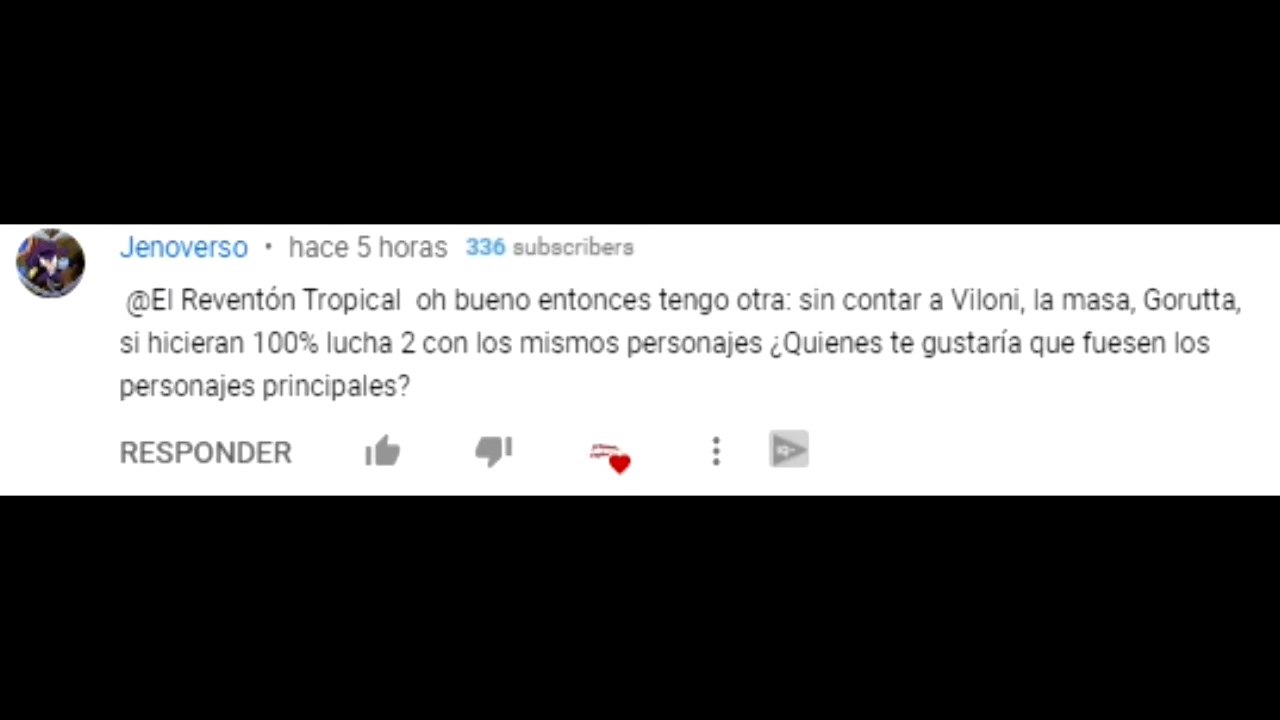 Jenoverso • hace 5 horas 336 subscribers
@El Reventón Tropical oh bueno entonces tengo otra: sin contar a Viloni, la masa, Gorutta,
si hicieran 100% lucha 2 con los mismos personajes ¿Quienes te gustaría que fuesen los
personajes principales?
RESPONDER